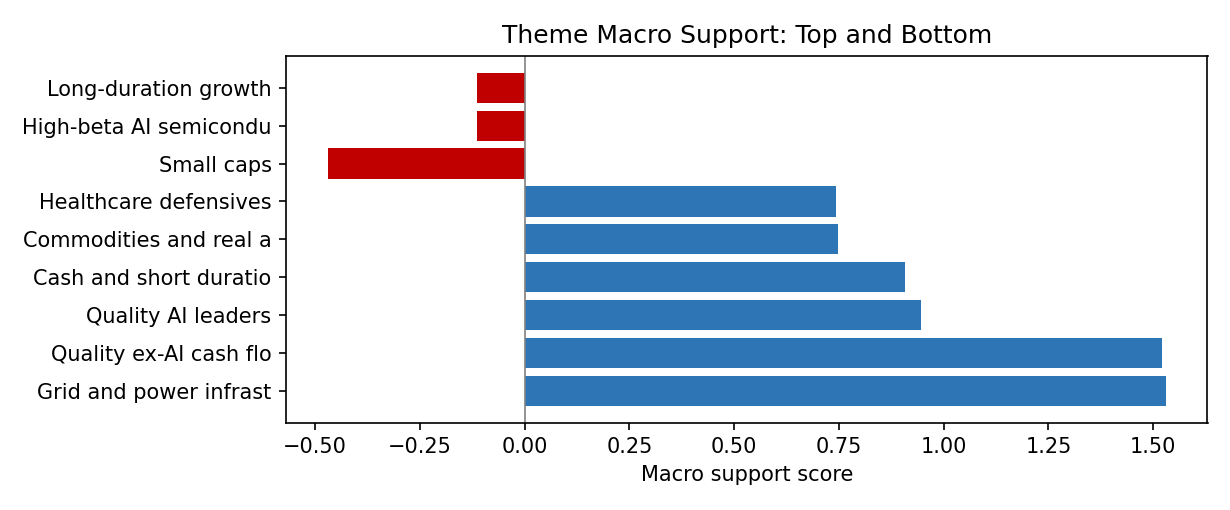 Theme Macro Support: Top and Bottom
Long-duration growth
High-beta AI semicondu
Small caps
Healthcare defensives
Commodities and real a
Cash and short duratio
Quality AI leaders
Quality ex-AI cash flo
Grid and power infrast
−0.50 −0.25 0.00 0.25 0.50 0.75 1.00 1.25 1.50
Macro support score